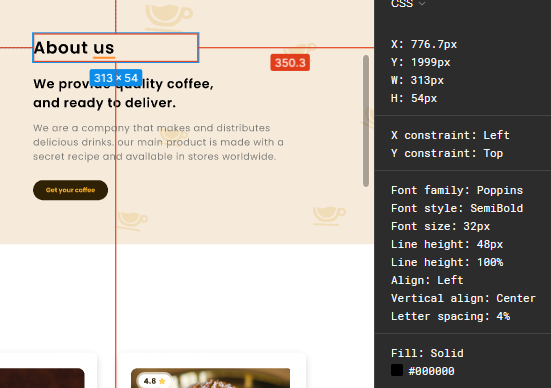 About us
313 × 54
350.3
We provide quality coffee,
and ready to deliver.
We are a company that makes and distributes
delicious drinks. our main product is made with a
secret recipe and available in stores worldwide.
Get your coffee
4.8
CSS
X: 776.7px
Y: 1999px
W: 313px
H: 54px
X constraint: Left
Y constraint: Top
Font family: Poppins
Font style: SemiBold
Font size: 32px
Line height: 48px
Line height: 100%
Align: Left
Vertical align: Center
Letter spacing: 4%
Fill: Solid
#000000